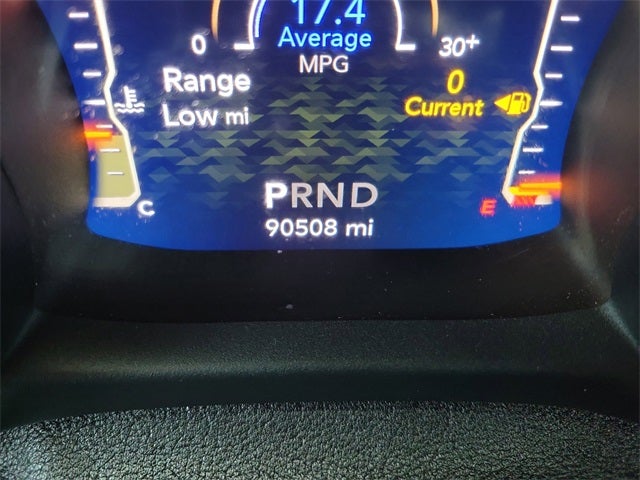 17.4
Average
MPG
0
30+
Range
Low mi
0
Current
C
PRND
E
90508 mi